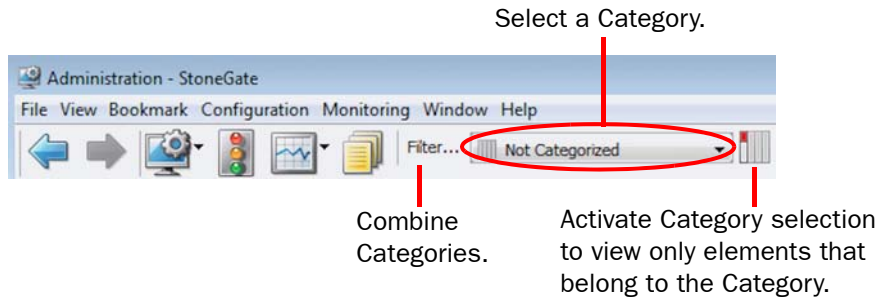 Select a Category.
Administration - StoneGate
File View Bookmark Configuration Monitoring Window Help
Filter... Not Categorized
Combine
Categories.
Activate Category selection
to view only elements that
belong to the Category.